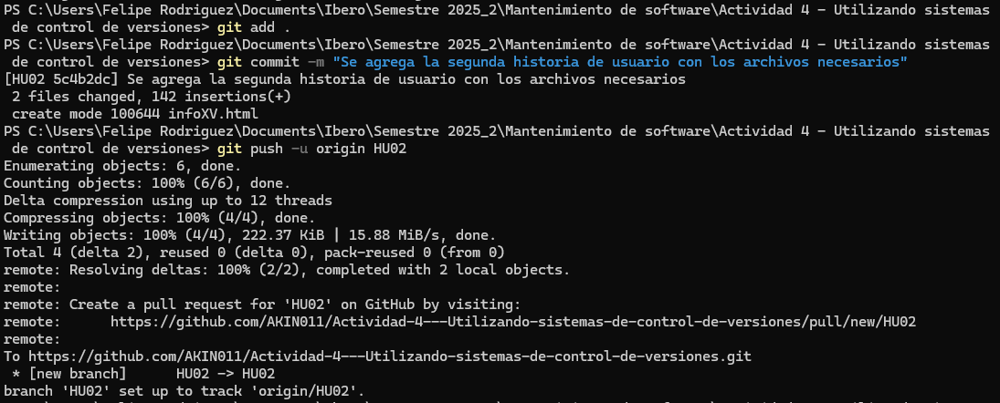 PS C:\Users\Felipe Rodriguez\Documents\Ibero\Semestre 2025_2\Mantenimiento de software\Actividad 4 - Utilizando sistemas
de control de versiones> git add .
PS C:\Users\Felipe Rodriguez\Documents\Ibero\Semestre 2025_2\Mantenimiento de software\Actividad 4 - Utilizando sistemas
de control de versiones> git commit -m "Se agrega la segunda historia de usuario con los archivos necesarios"
[HU02 5c4b2dc] Se agrega la segunda historia de usuario con los archivos necesarios
2 files changed, 142 insertions(+)
create mode 100644 infoXV.html
PS C:\Users\Felipe Rodriguez\Documents\Ibero\Semestre 2025_2\Mantenimiento de software\Actividad 4 - Utilizando sistemas
de control de versiones> git push -u origin HU02
Enumerating objects: 6, done.
Counting objects: 100% (6/6), done.
Delta compression using up to 12 threads
Compressing objects: 100% (4/4), done.
Writing objects: 100% (4/4), 222.37 KiB | 15.88 MiB/s, done.
Total 4 (delta 2), reused 0 (delta 0), pack-reused 0 (from 0)
remote: Resolving deltas: 100% (2/2), completed with 2 local objects.
remote:
remote: Create a pull request for 'HU02' on GitHub by visiting:
remote:      https://github.com/AKIN011/Actividad-4---Utilizando-sistemas-de-control-de-versiones/pull/new/HU02
remote:
To https://github.com/AKIN011/Actividad-4---Utilizando-sistemas-de-control-de-versiones.git
* [new branch]      HU02 -> HU02
branch 'HU02' set up to track 'origin/HU02'.